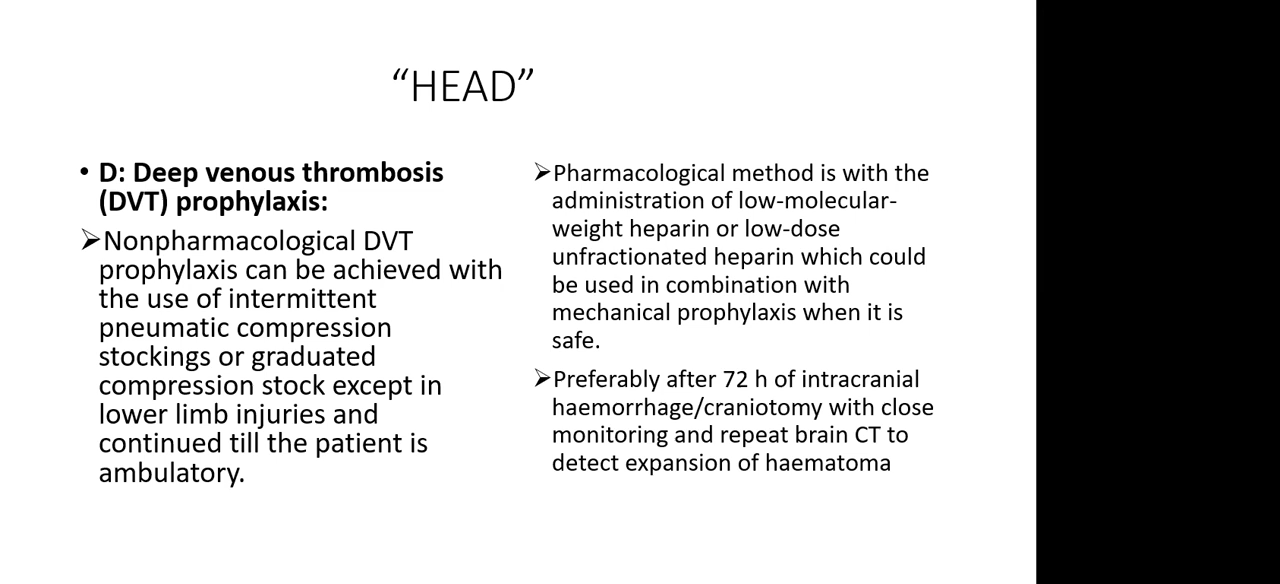 “HEAD”
• D: Deep venous thrombosis
(DVT) prophylaxis:
➢Nonpharmacological DVT
prophylaxis can be achieved with
the use of intermittent
pneumatic compression
stockings or graduated
compression stock except in
lower limb injuries and
continued till the patient is
ambulatory.
➢Pharmacological method is with the
administration of low-molecular-
weight heparin or low-dose
unfractionated heparin which could
be used in combination with
mechanical prophylaxis when it is
safe.
➢Preferably after 72 h of intracranial
haemorrhage/craniotomy with close
monitoring and repeat brain CT to
detect expansion of haematoma